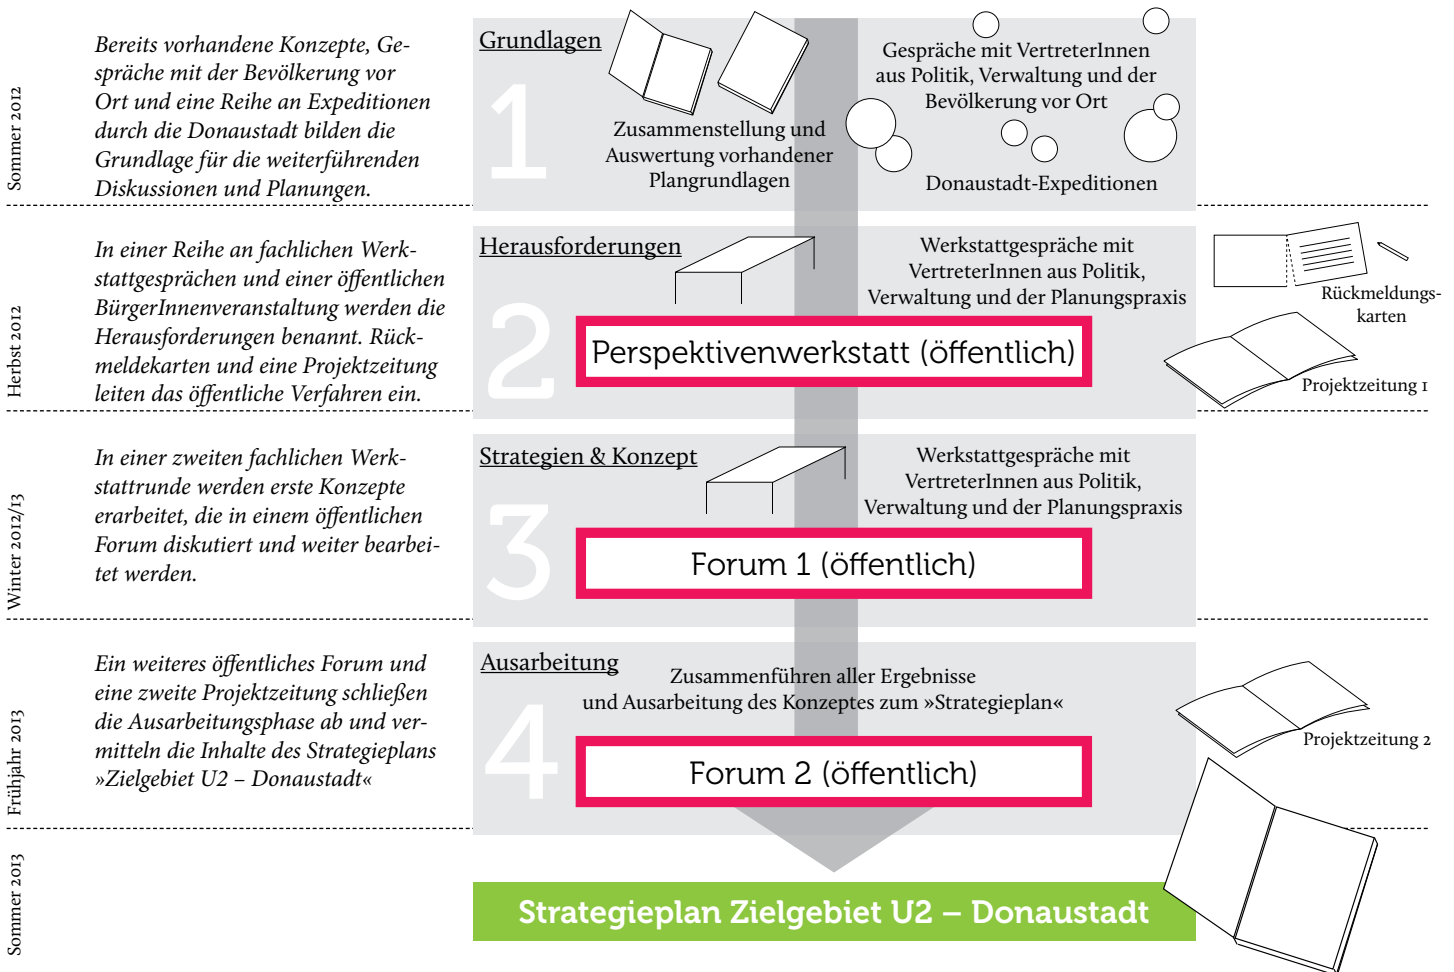 Sommer 2012
Bereits vorhandene Konzepte, Ge-
spräche mit der Bevölkerung vor
Ort und eine Reihe an Expeditionen
durch die Donaustadt bilden die
Grundlage für die weiterführenden
Diskussionen und Planungen.
Grundlagen
1
Zusammenstellung und
Auswertung vorhandener
Plangrundlagen
Gespräche mit VertreterInnen
aus Politik, Verwaltung und der
Bevölkerung vor Ort
Donaustadt-Expeditionen
Herbst 2012
In einer Reihe an fachlichen Werk-
stattgesprächen und einer öffentlichen
BürgerInnenveranstaltung werden die
Herausforderungen benannt. Rück-
meldekarten und eine Projektzeitung
leiten das öffentliche Verfahren ein.
Herausforderungen
2
Werkstattgespräche mit
VertreterInnen aus Politik,
Verwaltung und der Planungspraxis
Perspektivenwerkstatt (öffentlich)
Rückmeldungs-
karten
Projektzeitung 1
Winter 2012/13
In einer zweiten fachlichen Werk-
stattrunde werden erste Konzepte
erarbeitet, die in einem öffentlichen
Forum diskutiert und weiter bearbei-
tet werden.
Strategien & Konzept
3
Werkstattgespräche mit
VertreterInnen aus Politik,
Verwaltung und der Planungspraxis
Forum 1 (öffentlich)
Frühjahr 2013
Ein weiteres öffentliches Forum und
eine zweite Projektzeitung schließen
die Ausarbeitungsphase ab und ver-
mitteln die Inhalte des Strategieplans
»Zielgebiet U2 – Donaustadt«
Ausarbeitung
4
Zusammenführen aller Ergebnisse
und Ausarbeitung des Konzeptes zum »Strategieplan«
Forum 2 (öffentlich)
Projektzeitung 2
Sommer 2013
Strategieplan Zielgebiet U2 – Donaustadt